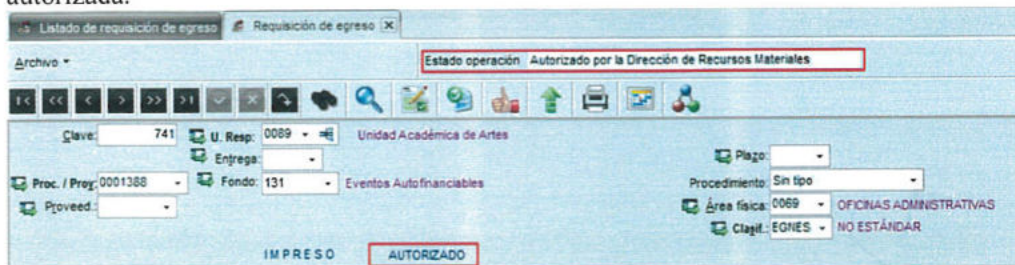 autorizada.
Listado de requisición de egreso Requisición de egreso X
Archivo Estado operación Autorizado por la Dirección de Recursos Materiales
Clave: 741 U. Resp: 0089 Unidad Académica de Artes
Entrega: Plazo:
Proc. / Proy: 0001388 Fondo: 131 Eventos Autofinanciables Procedimiento: Sin tipo
Proveed.: Área física: 0069 OFICINAS ADMINISTRATIVAS
Clasif.: EGNES NO ESTÁNDAR
IMPRESO AUTORIZADO